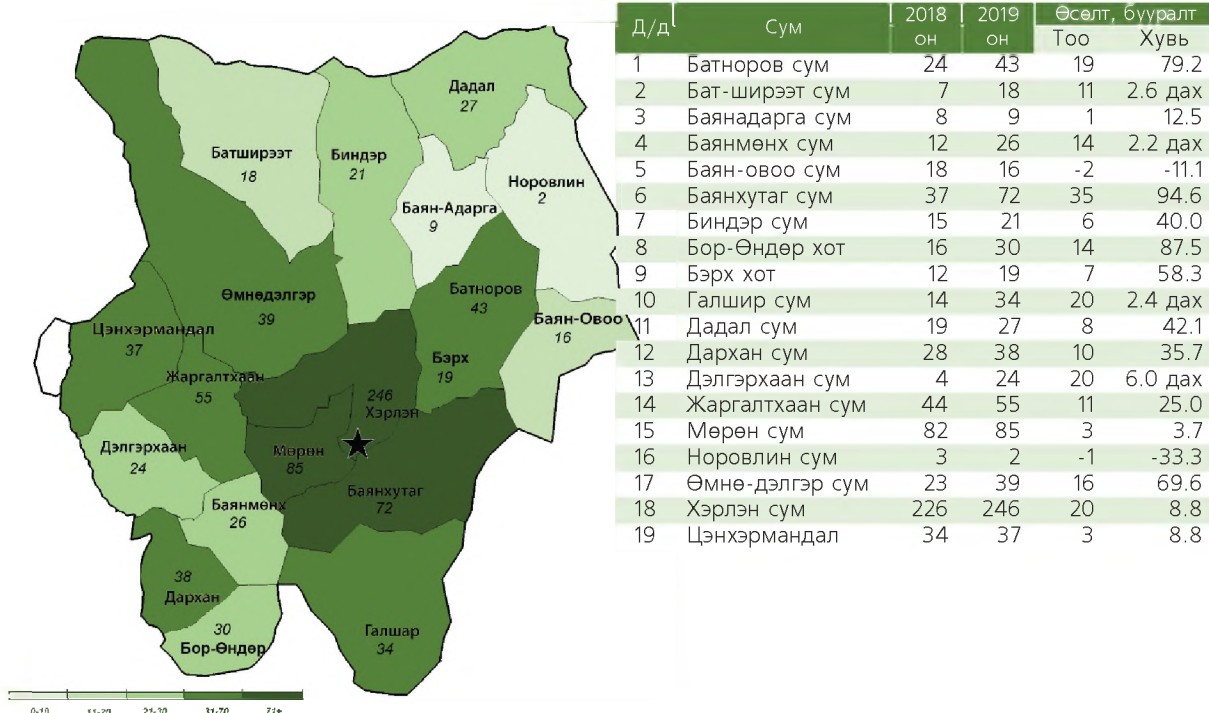 Дадал
27
Батширээт
18
Биндэр
21
Норовлин
2
Баян-Адарга
9
Өмнөдэлгэр
39
Батноров
43
Цэнхэрмандал
37
Баян-Овоо
16
Бэрх
19
Жаргалтхаан
55
246
Хэрлэн
Дэлгэрхаан
24
Мөрөн
85
Баянхутаг
72
Баянмөнх
26
38
Дархан
30
Бор-Өндөр
Галшар
34
0-10 11-20 21-30 31-70 71+
Д/д Сум 2018 он 2019 он Өсөлт, бууралт
Тоо Хувь
1 Батноров сум 24 43 19 79.2
2 Бат-ширээт сум 7 18 11 2.6 дах
3 Баянадарга сум 8 9 1 12.5
4 Баянмөнх сум 12 26 14 2.2 дах
5 Баян-овоо сум 18 16 -2 -11.1
6 Баянхутаг сум 37 72 35 94.6
7 Биндэр сум 15 21 6 40.0
8 Бор-Өндөр хот 16 30 14 87.5
9 Бэрх хот 12 19 7 58.3
10 Галшир сум 14 34 20 2.4 дах
11 Дадал сум 19 27 8 42.1
12 Дархан сум 28 38 10 35.7
13 Дэлгэрхаан сум 4 24 20 6.0 дах
14 Жаргалтхаан сум 44 55 11 25.0
15 Мөрөн сум 82 85 3 3.7
16 Норовлин сум 3 2 -1 -33.3
17 Өмнө-дэлгэр сум 23 39 16 69.6
18 Хэрлэн сум 226 246 20 8.8
19 Цэнхэрмандал 34 37 3 8.8